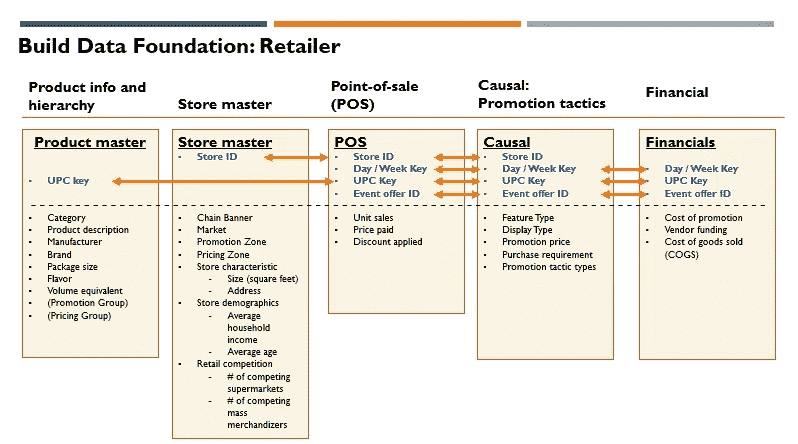 Build Data Foundation: Retailer
Product info and
hierarchy
Store master
Point-of-sale
(POS)
Causal:
Promotion tactics
Financial
Product master
UPC key
Category
Product description
Manufacturer
Brand
Package size
Flavor
Volume equivalent
(Promotion Group)
(Pricing Group)
Store master
Store ID
Chain Banner
Market
Promotion Zone
Pricing Zone
Store characteristic
Size (square feet)
Address
Store demographics
Average
household
income
Average age
Retail competition
# of competing
supermarkets
# of competing
mass
merchandizers
POS
Store ID
Day / Week Key
UPC Key
Event offer ID
Unit sales
Price paid
Discount applied
Causal
Store ID
Day / Week Key
UPC Key
Event offer ID
Feature Type
Display Type
Promotion price
Purchase requirement
Promotion tactic types
Financials
Day / Week Key
UPC Key
Event offer ID
Cost of promotion
Vendor funding
Cost of goods sold
(COGS)